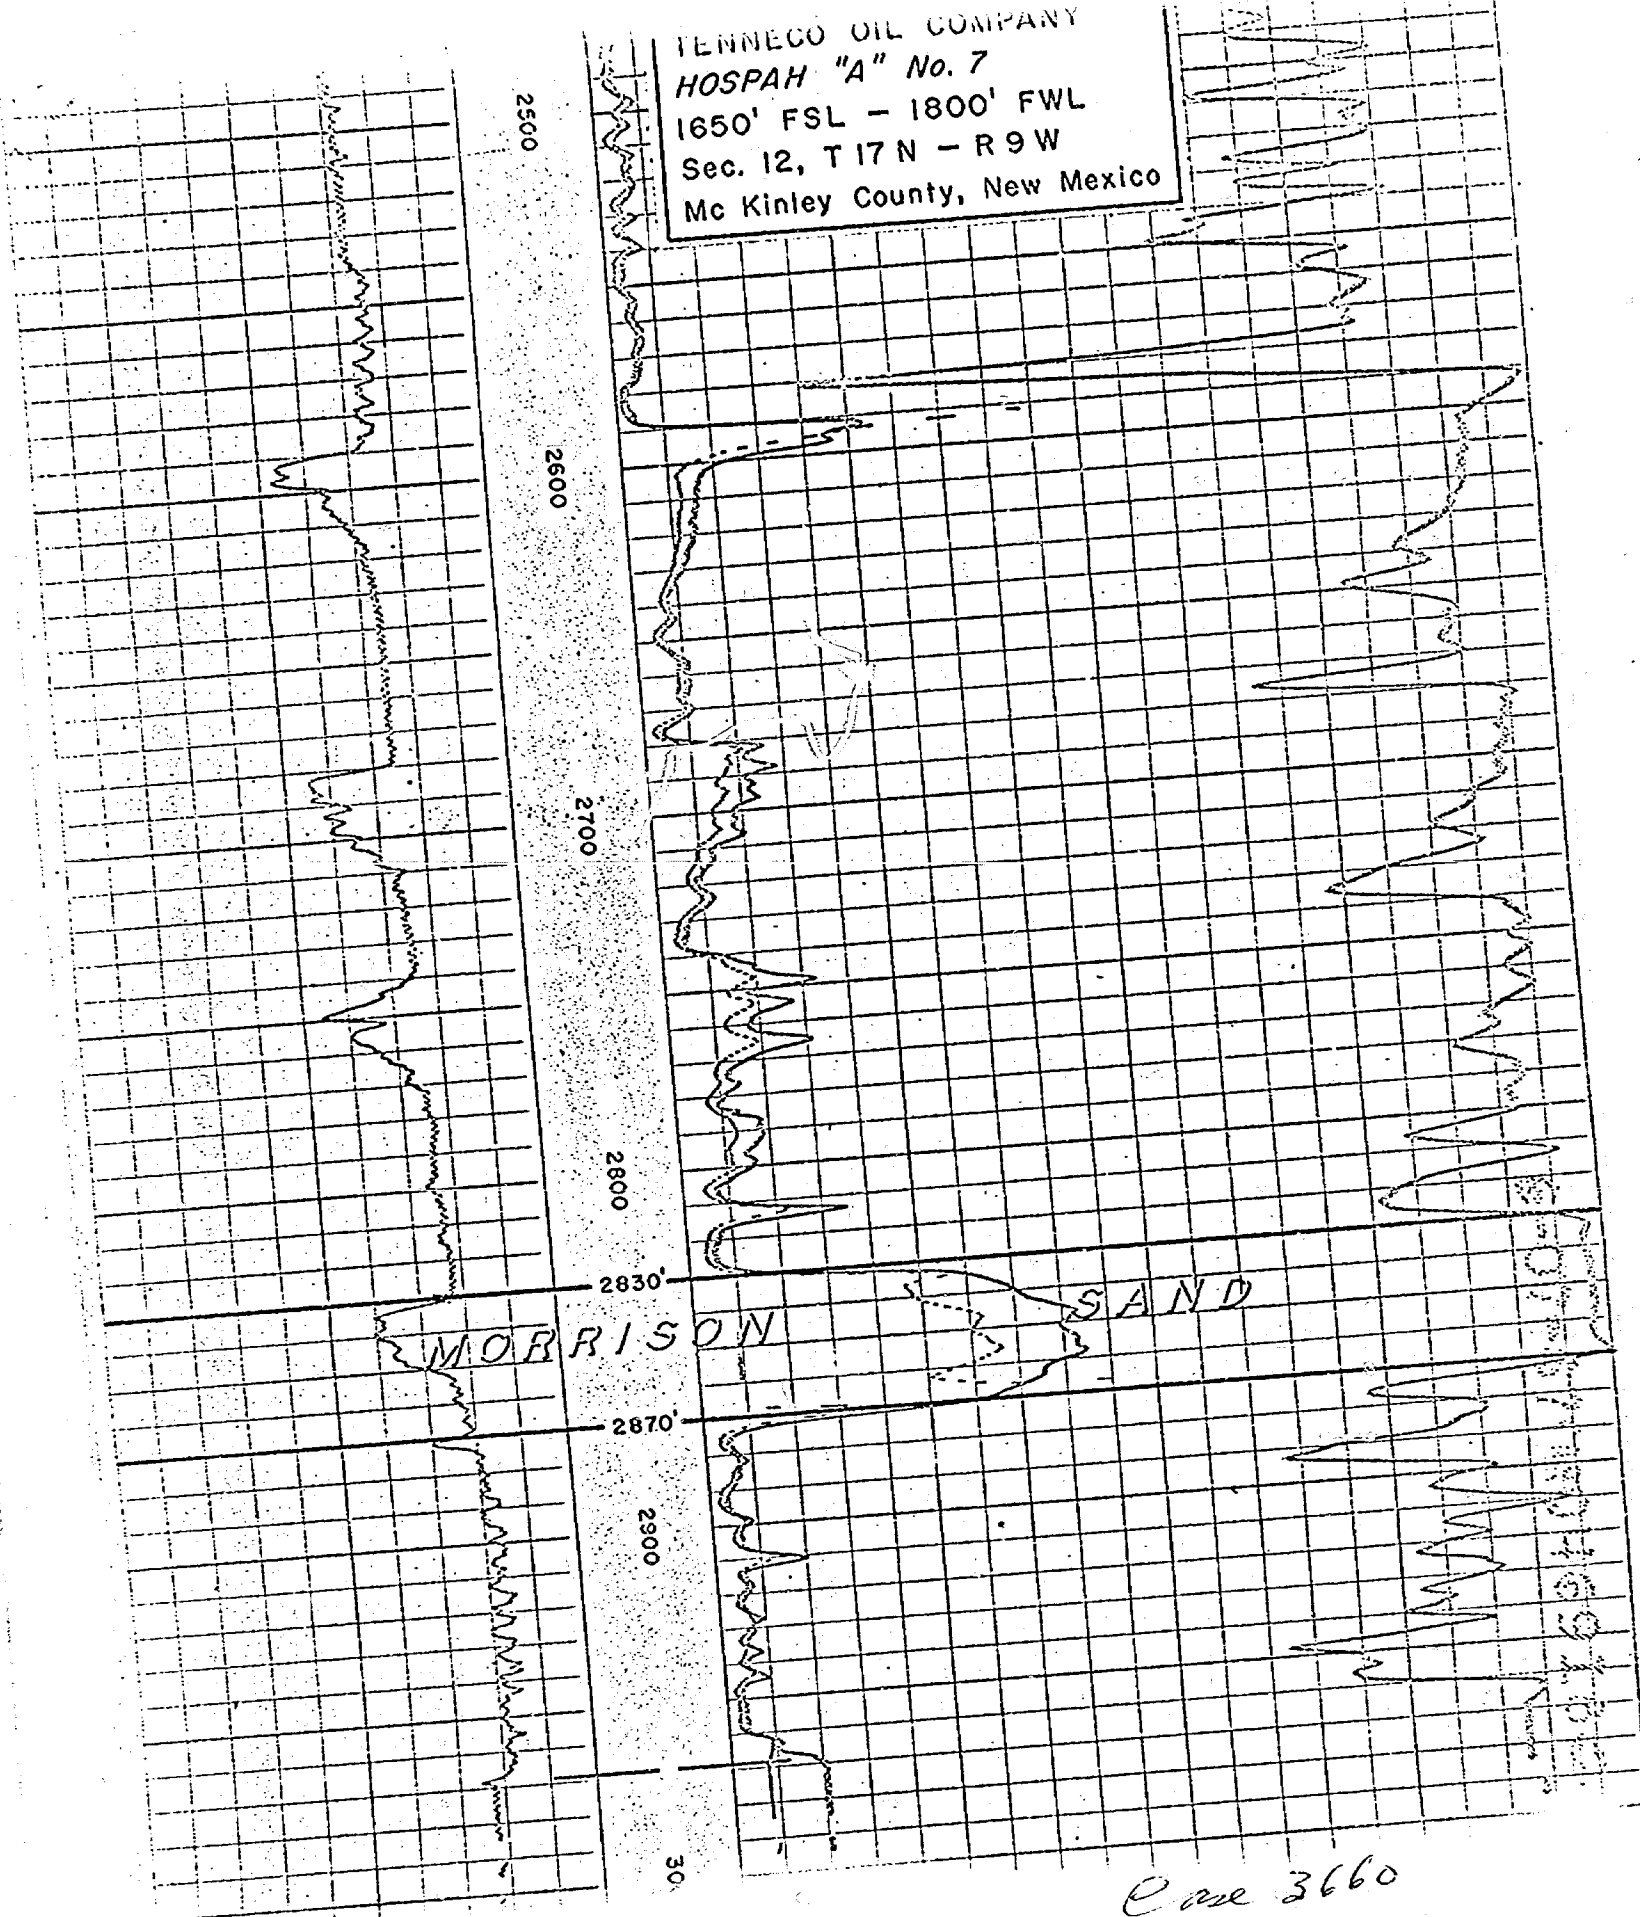 TENNECO OIL COMPANY
HOSPAH "A" No. 7
1650' FSL – 1800' FWL
Sec. 12, T 17 N – R 9 W
Mc Kinley County, New Mexico
2500
2600
2700
2800
2830'
MORRISON SAND
2870'
2900
30
Case 3660